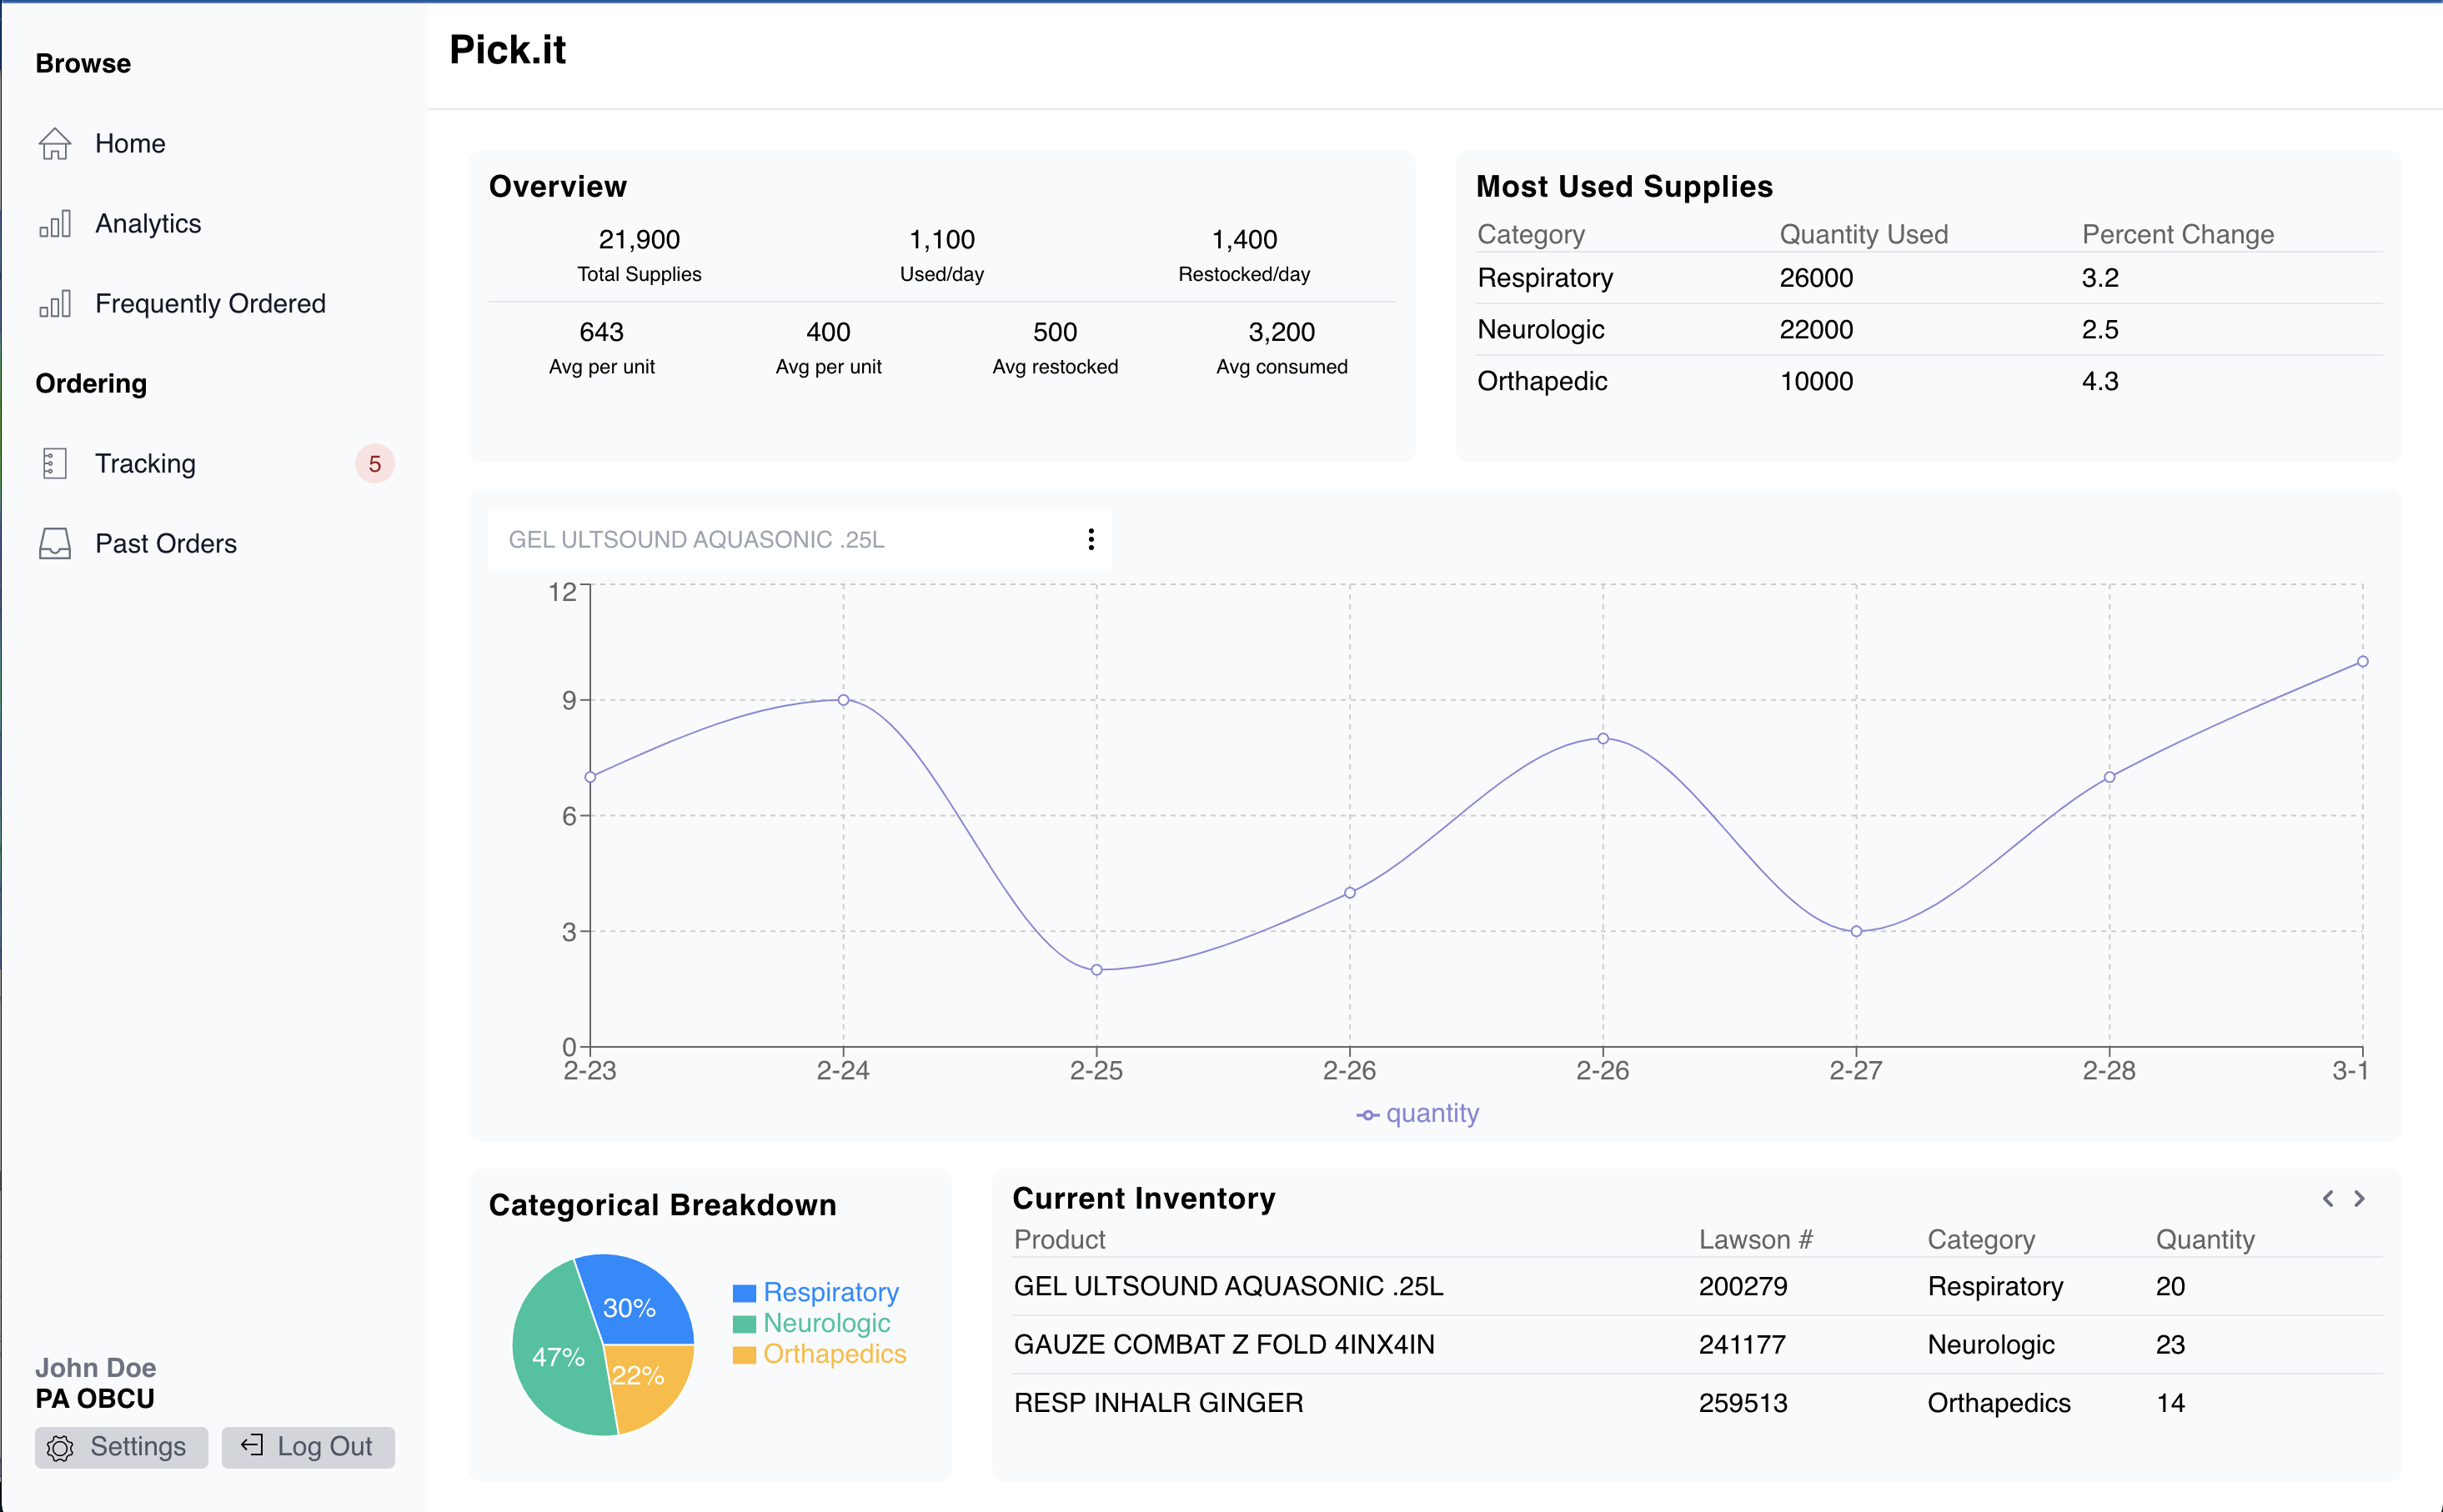 Browse
Home
Analytics
Frequently Ordered
Ordering
Tracking 5
Past Orders
John Doe
PA OBCU
Settings Log Out
Pick.it
Overview
21,900 1,100 1,400
Total Supplies Used/day Restocked/day
643 400 500 3,200
Avg per unit Avg per unit Avg restocked Avg consumed
Most Used Supplies
Category Quantity Used Percent Change
Respiratory 26000 3.2
Neurologic 22000 2.5
Orthapedic 10000 4.3
GEL ULTSOUND AQUASONIC .25L
12
9
6
3
0
2-23 2-24 2-25 2-26 2-26 2-27 2-28 3-1
quantity
Categorical Breakdown
30%
47%
22%
Respiratory
Neurologic
Orthapedics
Current Inventory
Product Lawson # Category Quantity
GEL ULTSOUND AQUASONIC .25L 200279 Respiratory 20
GAUZE COMBAT Z FOLD 4INX4IN 241177 Neurologic 23
RESP INHALR GINGER 259513 Orthapedics 14